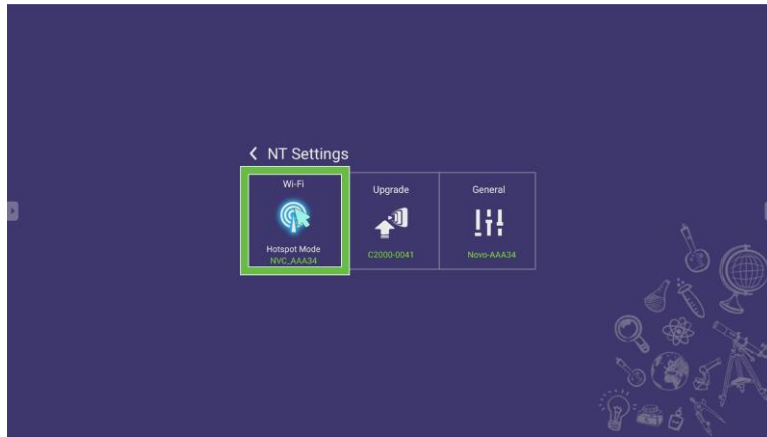 NT Settings
Wi-Fi
Hotspot Mode
NVC_AAA34
Upgrade
C2000-0041
General
Novo-AAA34